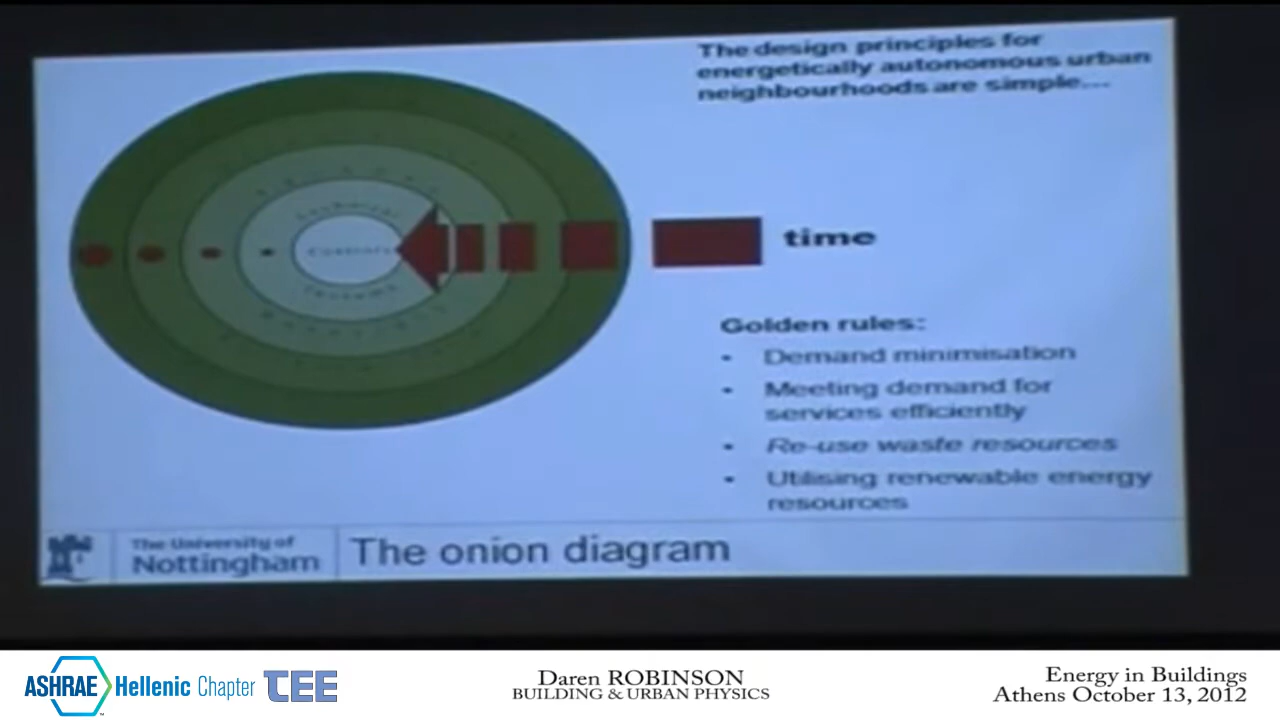 The design principles for
energetically autonomous urban
neighbourhoods are simple...
Controls
time
Golden rules:
- Demand minimisation
- Meeting demand for
services efficiently
- Re-use waste resources
- Utilising renewable energy
resources
The University of
Nottingham
The onion diagram
ASHRAE Hellenic Chapter
TEE
Daren ROBINSON
BUILDING & URBAN PHYSICS
Energy in Buildings
Athens October 13, 2012